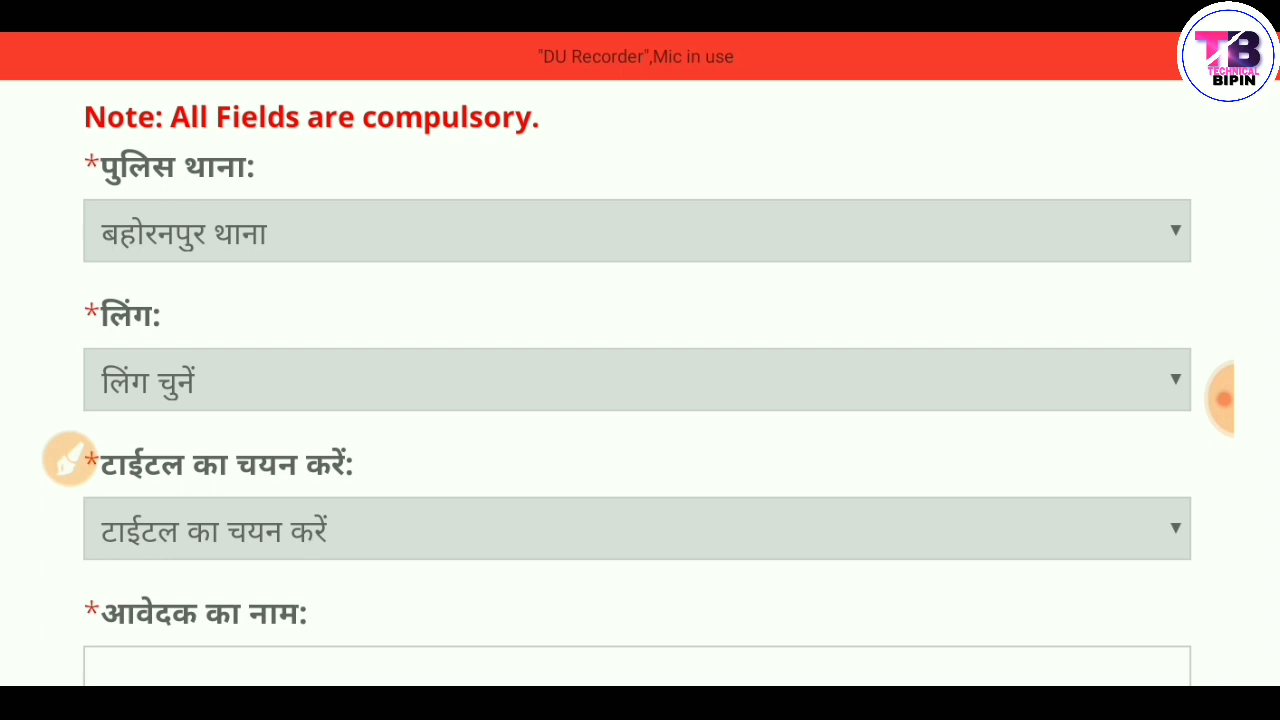 "DU Recorder",Mic in use
TB
TECHNICAL
BIPIN
Note: All Fields are compulsory.
*पुलिस थाना:
बहोरनपुर थाना
*लिंग:
लिंग चुनें
*टाईटल का चयन करें:
टाईटल का चयन करें
*आवेदक का नाम: